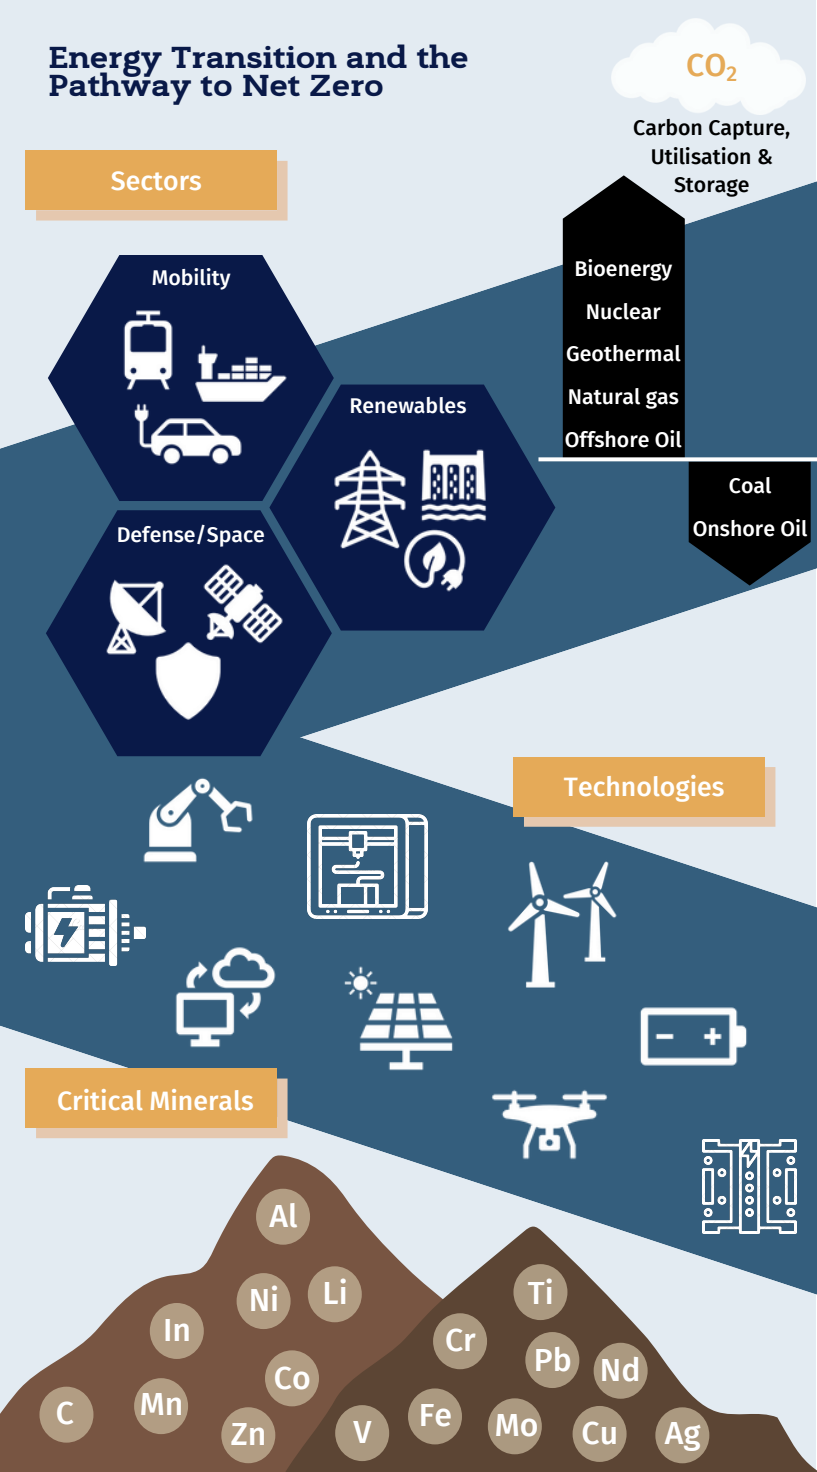 Energy Transition and the
Pathway to Net Zero
CO₂
Carbon Capture,
Utilisation &
Storage
Sectors
Mobility
Renewables
Defense/Space
Bioenergy
Nuclear
Geothermal
Natural gas
Offshore Oil
Coal
Onshore Oil
Technologies
- +
Critical Minerals
Al
Ni
Li
In
Co
C
Mn
Zn
Ti
Cr
Pb
Nd
V
Fe
Mo
Cu
Ag